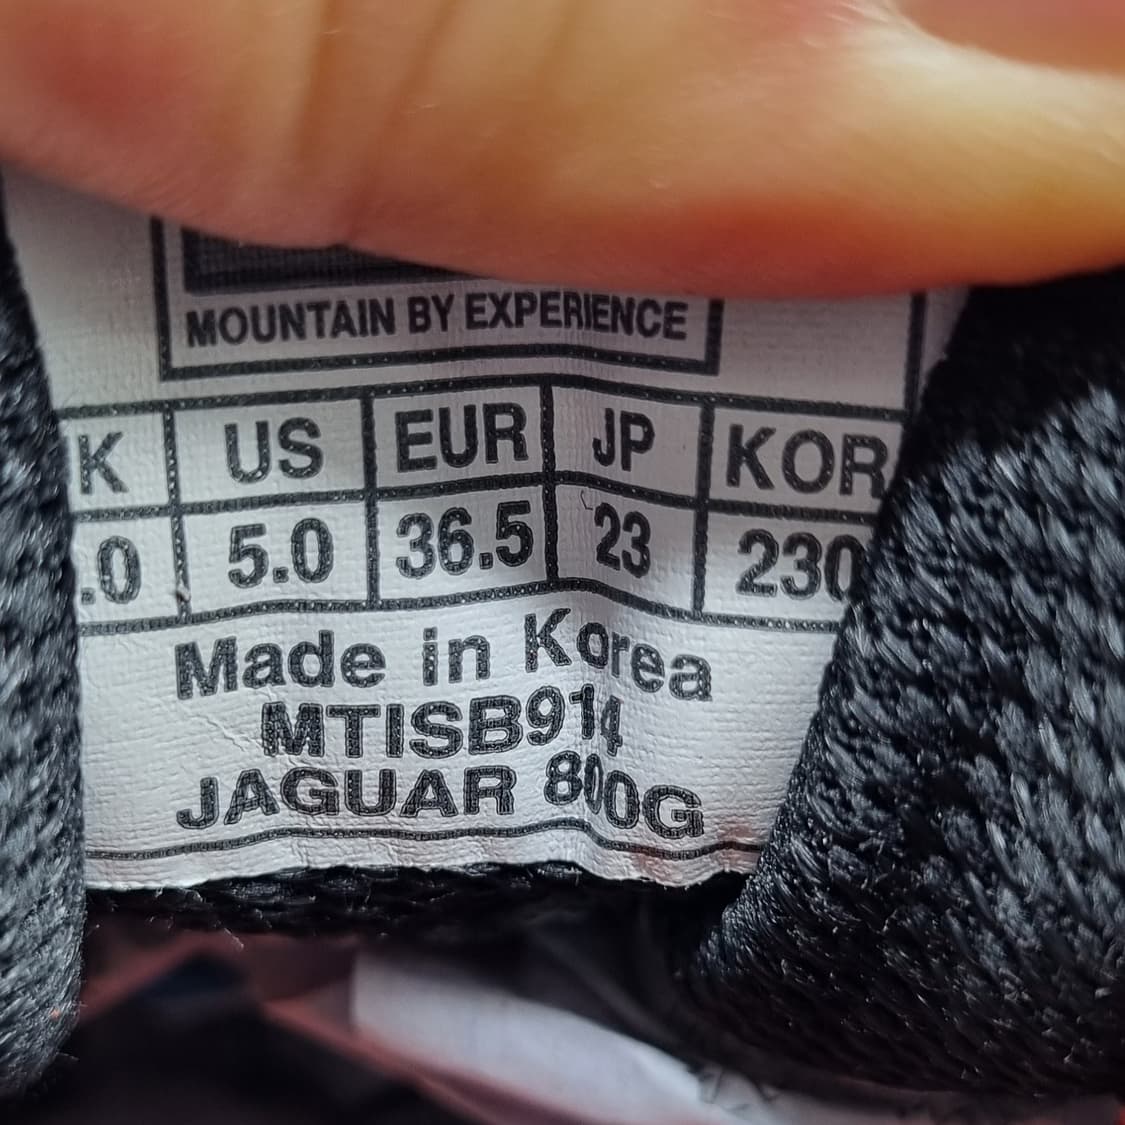 MOUNTAIN BY EXPERIENCE
K US EUR JP KOR
.0 5.0 36.5 23 230
Made in Korea
MTISB914
JAGUAR 800G